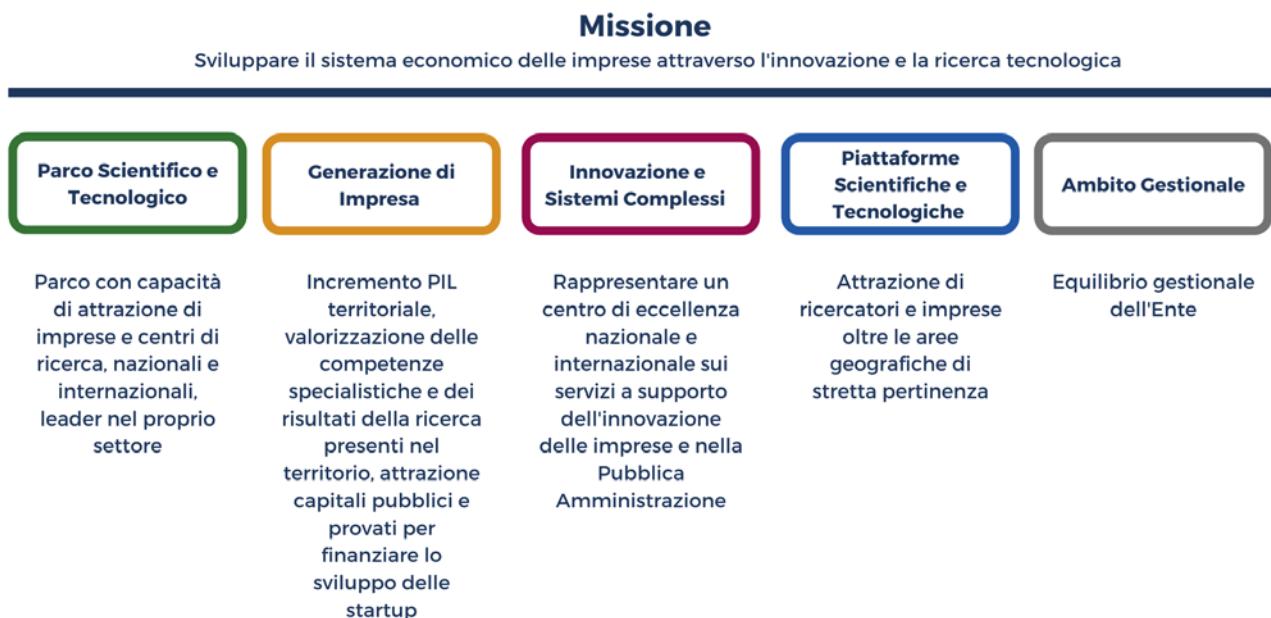 Missione
Sviluppare il sistema economico delle imprese attraverso l'innovazione e la ricerca tecnologica
Parco Scientifico e
Tecnologico
Parco con capacità
di attrazione di
imprese e centri di
ricerca, nazionali e
internazionali,
leader nel proprio
settore
Generazione di
Impresa
Incremento PIL
territoriale,
valorizzazione delle
competenze
specialistiche e dei
risultati della ricerca
presenti nel
territorio, attrazione
capitali pubblici e
provati per
finanziare lo
sviluppo delle
startup
Innovazione e
Sistemi Complessi
Rappresentare un
centro di eccellenza
nazionale e
internazionale sui
servizi a supporto
dell'innovazione
delle imprese e nella
Pubblica
Amministrazione
Piattaforme
Scientifiche e
Tecnologiche
Attrazione di
ricercatori e imprese
oltre le aree
geografiche di
stretta pertinenza
Ambito Gestionale
Equilibrio gestionale
dell'Ente